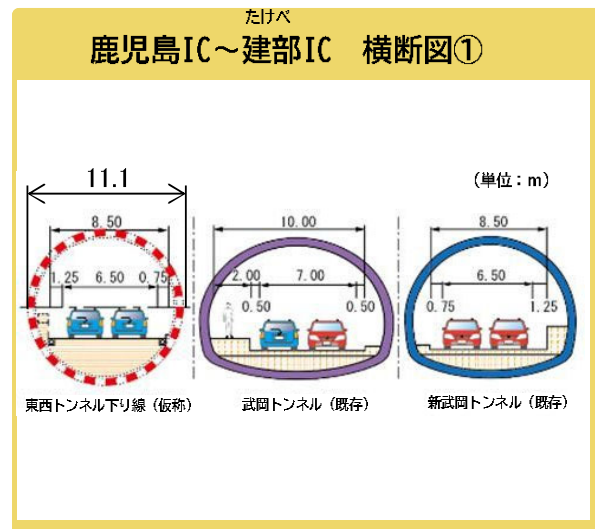 たけべ
鹿児島IC～建部IC 横断図①
11.1
（単位：m）
8.50
10.00
8.50
1.25 6.50 0.75
2.00 7.00
0.50 0.50
6.50
0.75 1.25
東西トンネル下り線（仮称）
武岡トンネル（既存）
新武岡トンネル（既存）